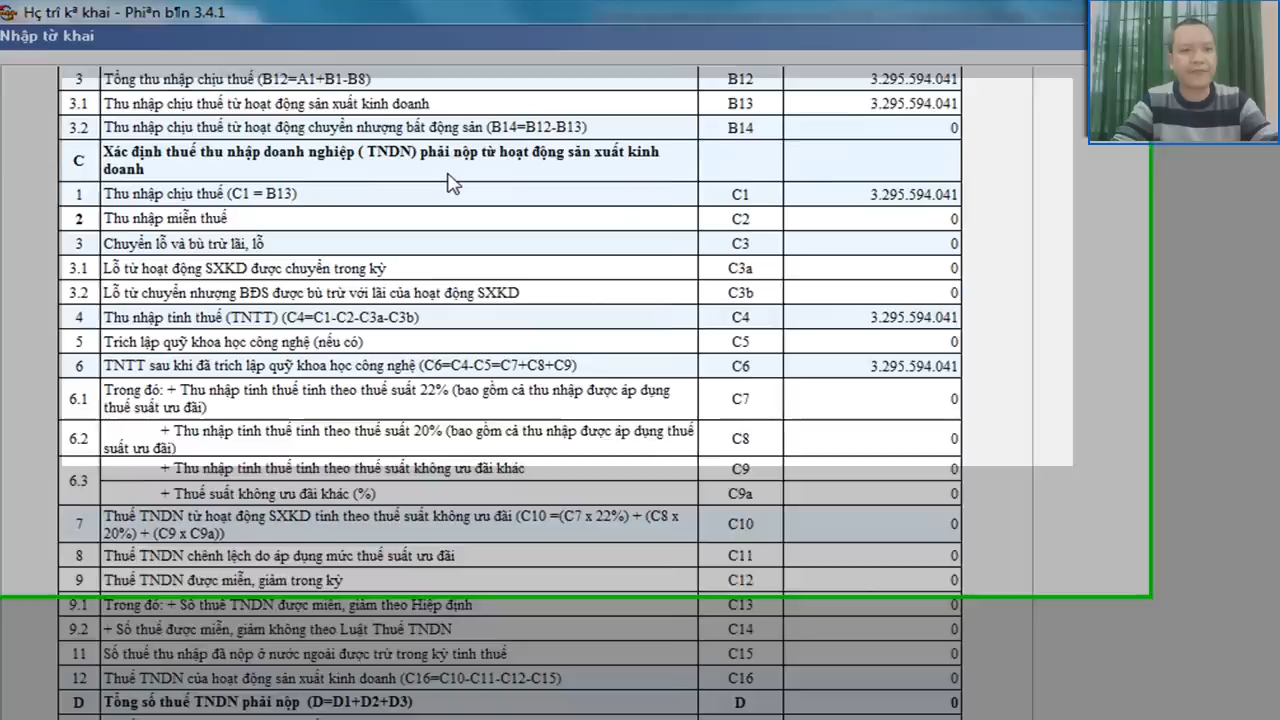 Hç trî kª khai - Phiªn b¶n 3.4.1
Nhập tờ khai
3 Tổng thu nhập chịu thuế (B12=A1+B1-B8) B12 3.295.594.041
3.1 Thu nhập chịu thuế từ hoạt động sản xuất kinh doanh B13 3.295.594.041
3.2 Thu nhập chịu thuế từ hoạt động chuyển nhượng bất động sản (B14=B12-B13) B14 0
C Xác định thuế thu nhập doanh nghiệp ( TNDN) phải nộp từ hoạt động sản xuất kinh
doanh
1 Thu nhập chịu thuế (C1 = B13) C1 3.295.594.041
2 Thu nhập miễn thuế C2 0
3 Chuyển lỗ và bù trừ lãi, lỗ C3 0
3.1 Lỗ từ hoạt động SXKD được chuyển trong kỳ C3a 0
3.2 Lỗ từ chuyển nhượng BĐS được bù trừ với lãi của hoạt động SXKD C3b 0
4 Thu nhập tính thuế (TNTT) (C4=C1-C2-C3a-C3b) C4 3.295.594.041
5 Trích lập quỹ khoa học công nghệ (nếu có) C5 0
6 TNTT sau khi đã trích lập quỹ khoa học công nghệ (C6=C4-C5=C7+C8+C9) C6 3.295.594.041
6.1 Trong đó: + Thu nhập tính thuế tính theo thuế suất 22% (bao gồm cả thu nhập được áp dụng
thuế suất ưu đãi) C7 0
6.2 + Thu nhập tính thuế tính theo thuế suất 20% (bao gồm cả thu nhập được áp dụng thuế
suất ưu đãi) C8 0
6.3 + Thu nhập tính thuế tính theo thuế suất không ưu đãi khác C9 0
+ Thuế suất không ưu đãi khác (%) C9a 0
7 Thuế TNDN từ hoạt động SXKD tính theo thuế suất không ưu đãi (C10 =(C7 x 22%) + (C8 x
20%) + (C9 x C9a)) C10 0
8 Thuế TNDN chênh lệch do áp dụng mức thuế suất ưu đãi C11 0
9 Thuế TNDN được miễn, giảm trong kỳ C12 0
9.1 Trong đó: + Số thuế TNDN được miễn, giảm theo Hiệp định C13 0
9.2 + Số thuế được miễn, giảm không theo Luật Thuế TNDN C14 0
11 Số thuế thu nhập đã nộp ở nước ngoài được trừ trong kỳ tính thuế C15 0
12 Thuế TNDN của hoạt động sản xuất kinh doanh (C16=C10-C11-C12-C15) C16 0
D Tổng số thuế TNDN phải nộp (D=D1+D2+D3) D 0